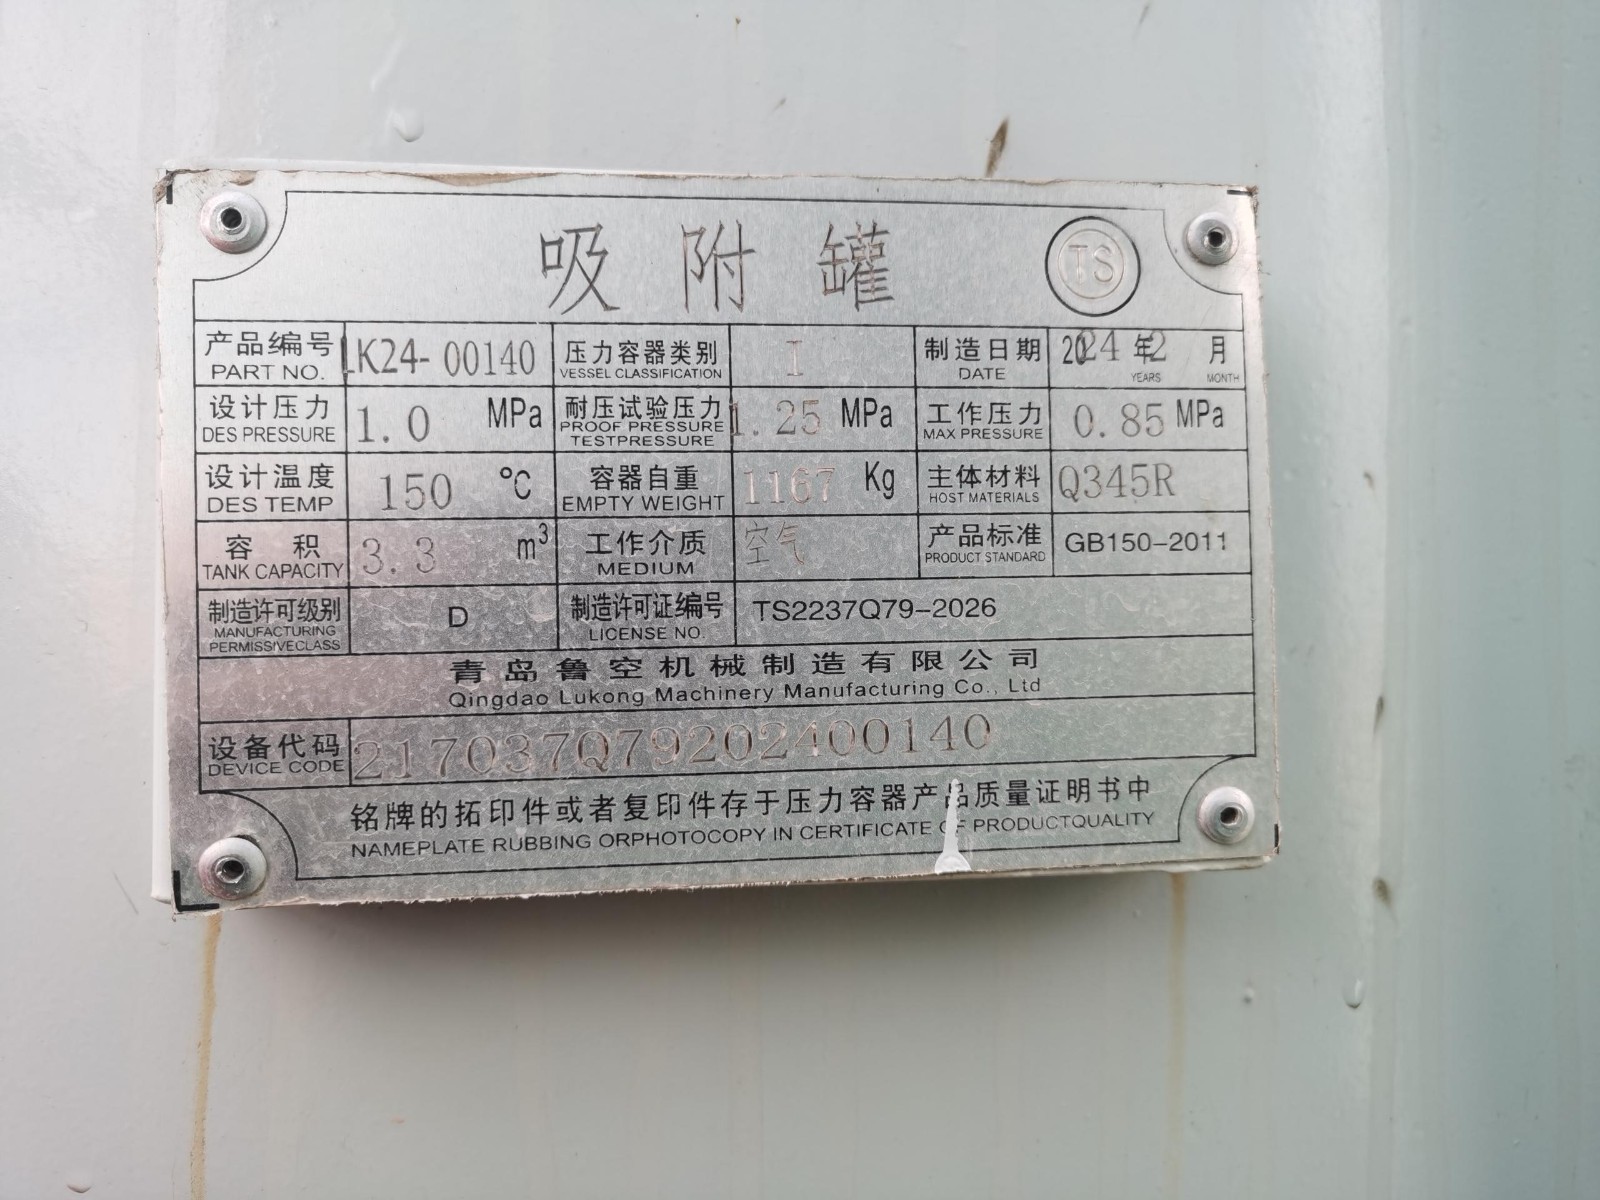 吸附罐 TS
产品编号 LK24-00140 压力容器类别 I 制造日期 2024年2月
PART NO. VESSEL CLASSIFICATION DATE YEARS MONTH
设计压力 1.0 MPa 耐压试验压力 1.25 MPa 工作压力 0.85 MPa
DES PRESSURE PROOF PRESSURE MAX PRESSURE
TESTPRESSURE
设计温度 150 ℃ 容器自重 1167 Kg 主体材料 Q345R
DES TEMP EMPTY WEIGHT HOST MATERIALS
容积 3.3 m³ 工作介质 空气 产品标准 GB150-2011
TANK CAPACITY MEDIUM PRODUCT STANDARD
制造许可级别 D 制造许可证编号 TS2237Q79-2026
MANUFACTURING LICENSE NO.
PERMISSIVECLASS
青岛鲁空机械制造有限公司
Qingdao Lukong Machinery Manufacturing Co., Ltd
设备代码 217037Q79202400140
DEVICE CODE
铭牌的拓印件或者复印件存于压力容器产品质量证明书中
NAMEPLATE RUBBING ORPHOTOCOPY IN CERTIFICATE OF PRODUCTQUALITY